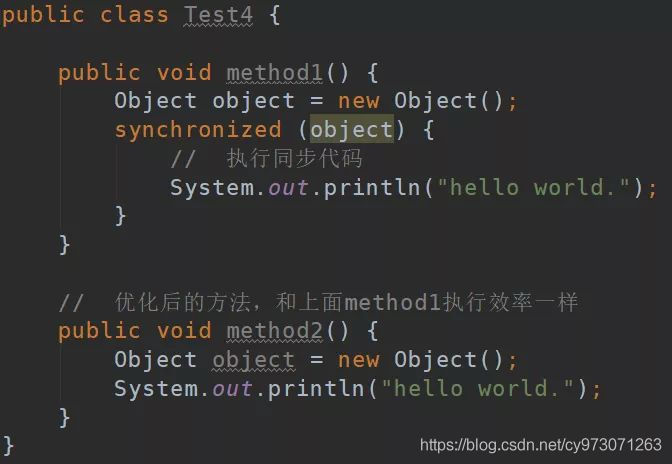 public class Test4 {
public void method1() {
Object object = new Object();
synchronized (object) {
// 执行同步代码
System.out.println("hello world.");
}
}
// 优化后的方法，和上面method1执行效率一样
public void method2() {
Object object = new Object();
System.out.println("hello world.");
}
}
https://blog.csdn.net/cy973071263